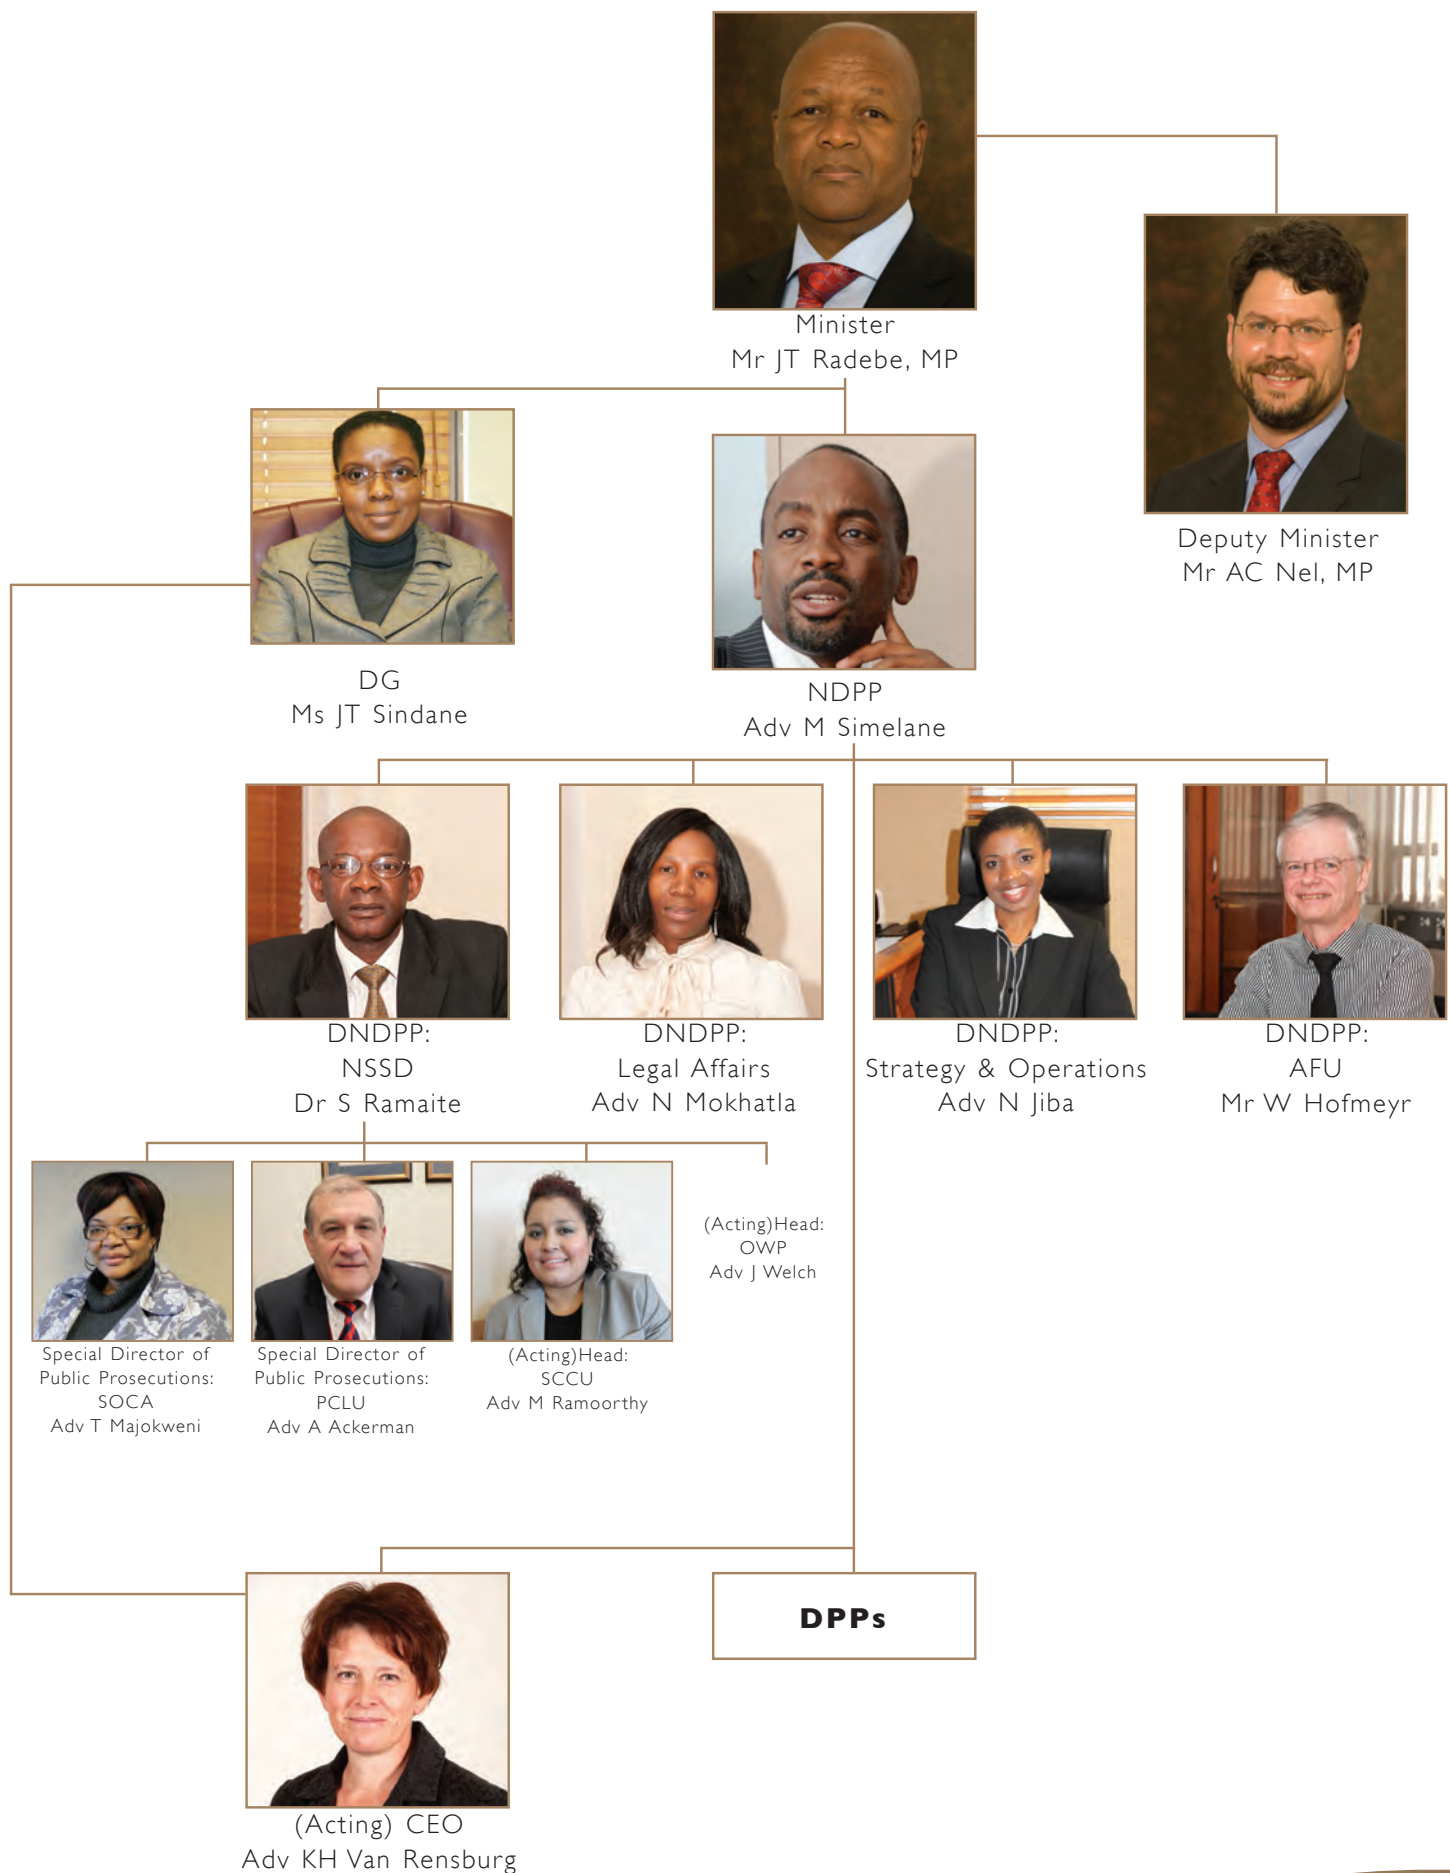 Minister
Mr JT Radebe, MP
Deputy Minister
Mr AC Nel, MP
DG
Ms JT Sindane
NDPP
Adv M Simelane
DNDPP:
NSSD
Dr S Ramaite
DNDPP:
Legal Affairs
Adv N Mokhatla
DNDPP:
Strategy & Operations
Adv N Jiba
DNDPP:
AFU
Mr W Hofmeyr
Special Director of
Public Prosecutions:
SOCA
Adv T Majokweni
Special Director of
Public Prosecutions:
PCLU
Adv A Ackerman
(Acting)Head:
SCCU
Adv M Ramoorthy
(Acting)Head:
OWP
Adv J Welch
(Acting) CEO
Adv KH Van Rensburg
DPPs